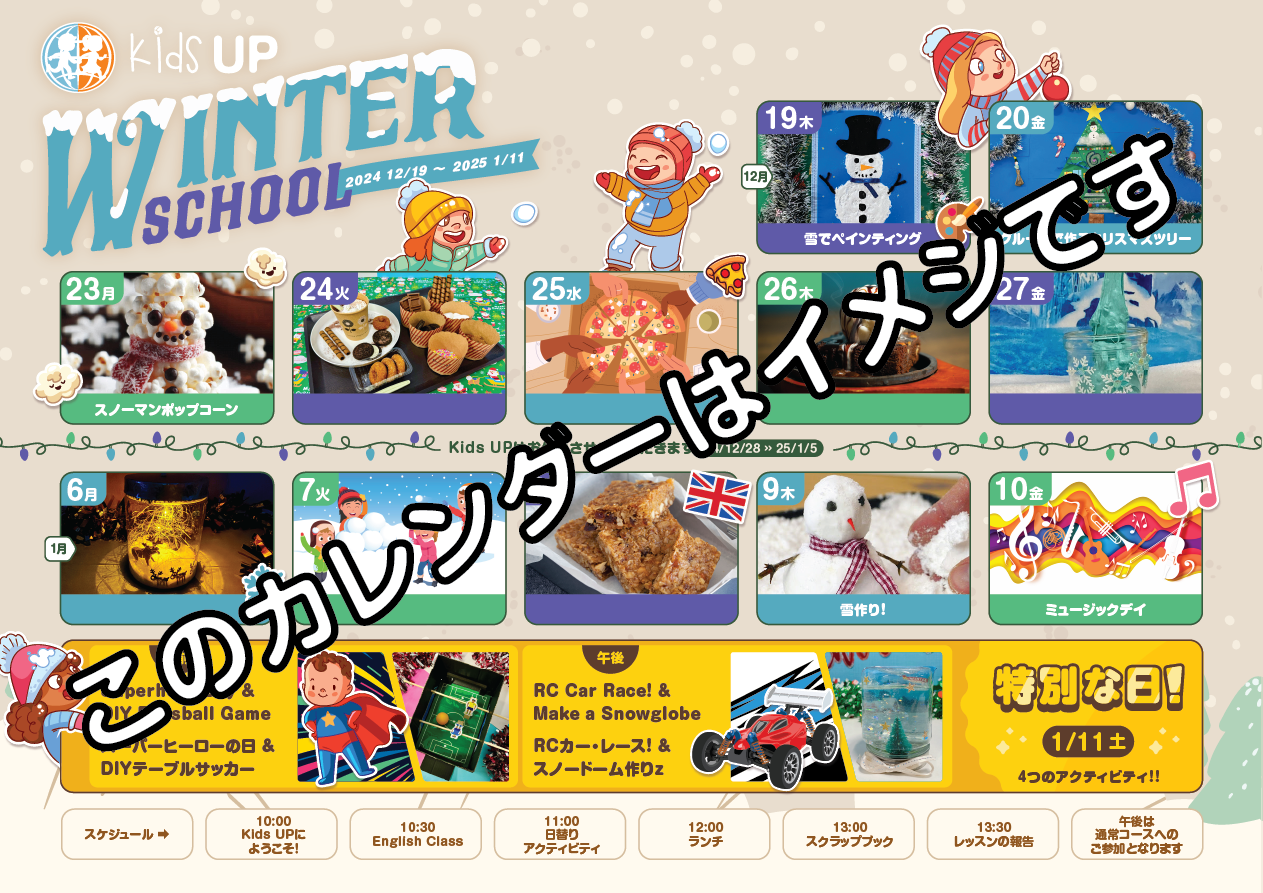 Kids UP
WINTER
SCHOOL
2024 12/19 ～ 2025 1/11
12月
19木
雪でペインティング
20金
リスマスツリー
23月
スノーマンポップコーン
24火
25水
26木
27金
Kids UP
12/28 » 25/1/5
1月
6月
7火
9木
雪作り!
10金
ミュージックデイ
このカレンダーはイメージです
&
DIY Game
ーパーヒーローの日 &
DIYテーブルサッカー
午後
RC Car Race! &
Make a Snowglobe
RCカー・レース! &
スノードーム作りz
特別な日!
1/11土
4つのアクティビティ!!
スケジュール ➡
10:00
Kids UPに
ようこそ!
10:30
English Class
11:00
日替り
アクティビティ
12:00
ランチ
13:00
スクラップブック
13:30
レッスンの報告
午後は
通常コースへの
ご参加となります